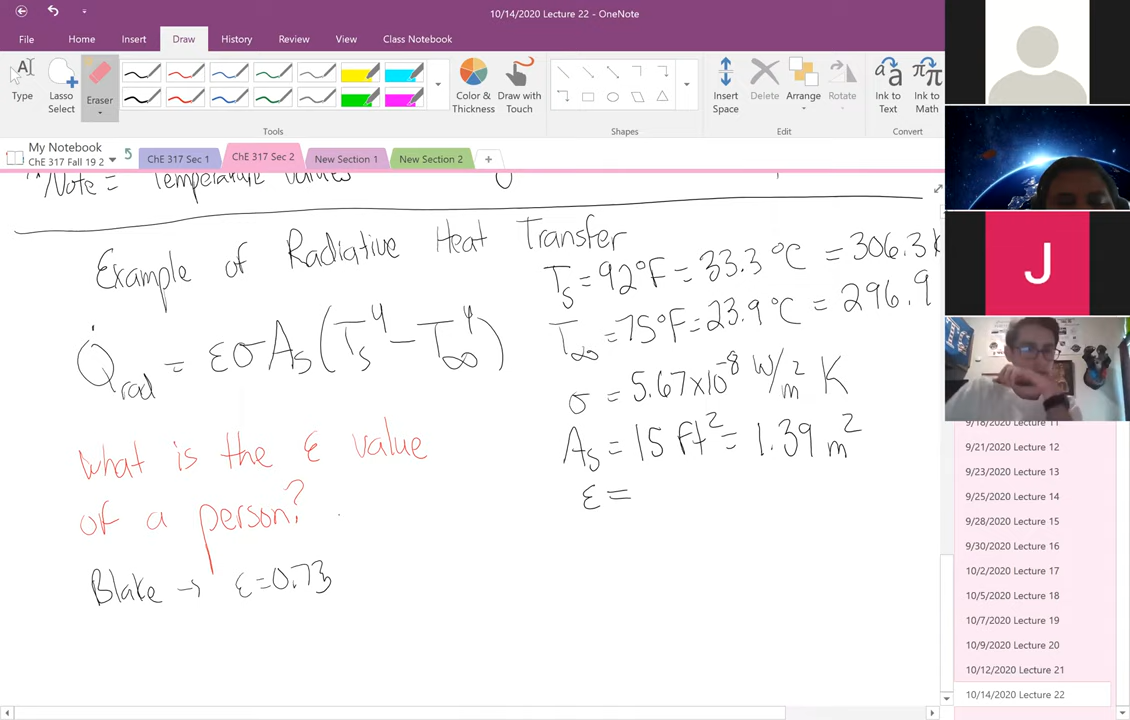 10/14/2020 Lecture 22 - OneNote
File Home Insert Draw History Review View Class Notebook
Type
Lasso Select
Eraser
Color & Thickness
Draw with Touch
Insert Space
Delete
Arrange
Rotate
Ink to Text
Ink to Math
Tools
Shapes
Edit
Convert
My Notebook
ChE 317 Fall 19 2
ChE 317 Sec 1
ChE 317 Sec 2
New Section 1
New Section 2
Note = Temperature values
Example of Radiative Heat Transfer
Q̇rad = εσAs(Ts⁴ − T∞⁴)
What is the ε value
of a person?
Blake → ε=0.73
Ts = 92°F = 33.3 °C = 306.3K
T∞ = 75°F = 23.9 °C = 296.9
σ = 5.67x10⁻⁸ W/m² K
As = 15 ft² = 1.39 m²
ε =
J
9/18/2020 Lecture 11
9/21/2020 Lecture 12
9/23/2020 Lecture 13
9/25/2020 Lecture 14
9/28/2020 Lecture 15
9/30/2020 Lecture 16
10/2/2020 Lecture 17
10/5/2020 Lecture 18
10/7/2020 Lecture 19
10/9/2020 Lecture 20
10/12/2020 Lecture 21
10/14/2020 Lecture 22